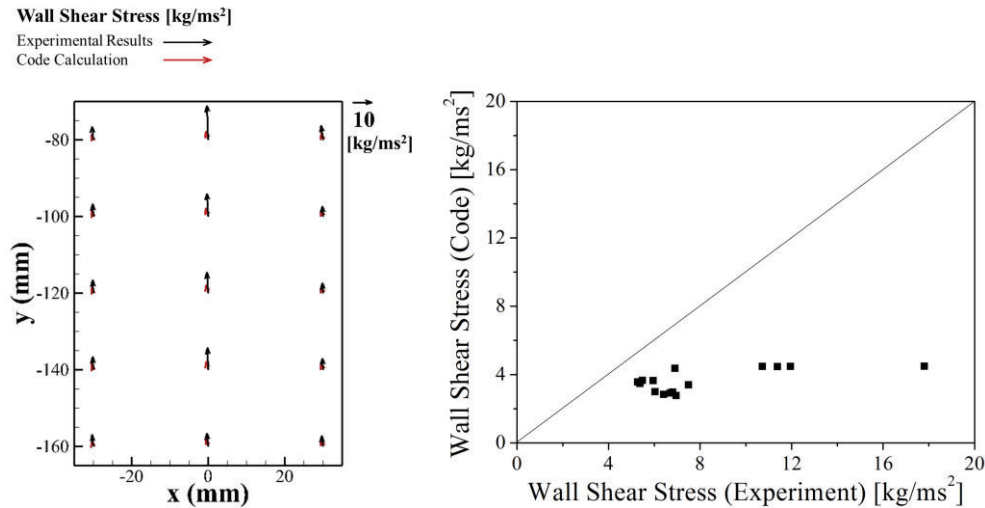 Wall Shear Stress [kg/ms²]
Experimental Results
Code Calculation
10
[kg/ms²]
-80
-100
-120
-140
-160
y (mm)
-20
0
20
x (mm)
20
16
12
8
4
0
Wall Shear Stress (Code) [kg/ms²]
0
4
8
12
16
20
Wall Shear Stress (Experiment) [kg/ms²]